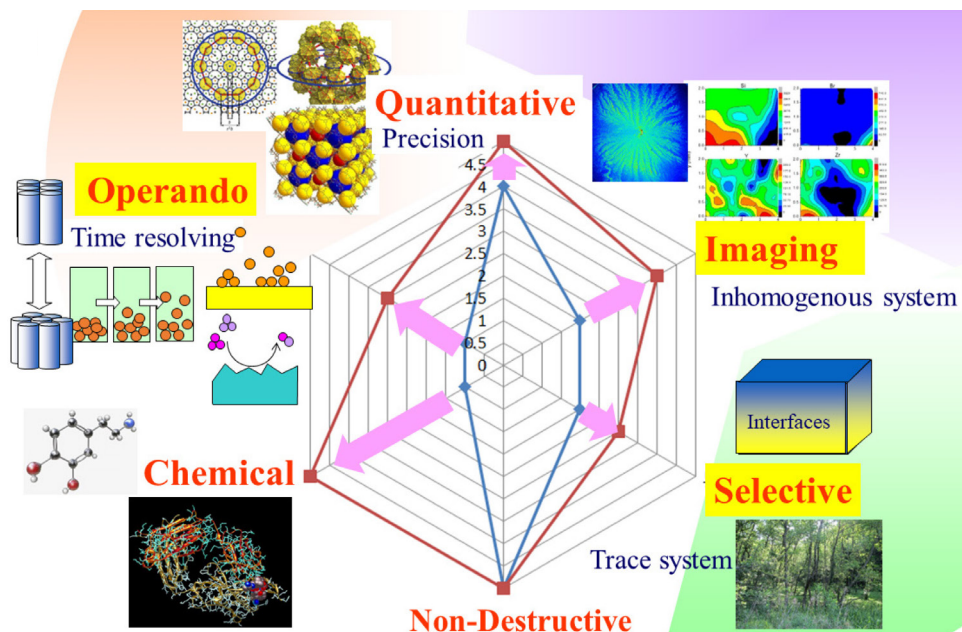 Quantitative
Precision
Operando
Time resolving
4.5
4
3.5
3
2.5
2
1.5
1
0.5
0
Imaging
Inhomogenous system
Interfaces
Chemical
Selective
Trace system
Non-Destructive